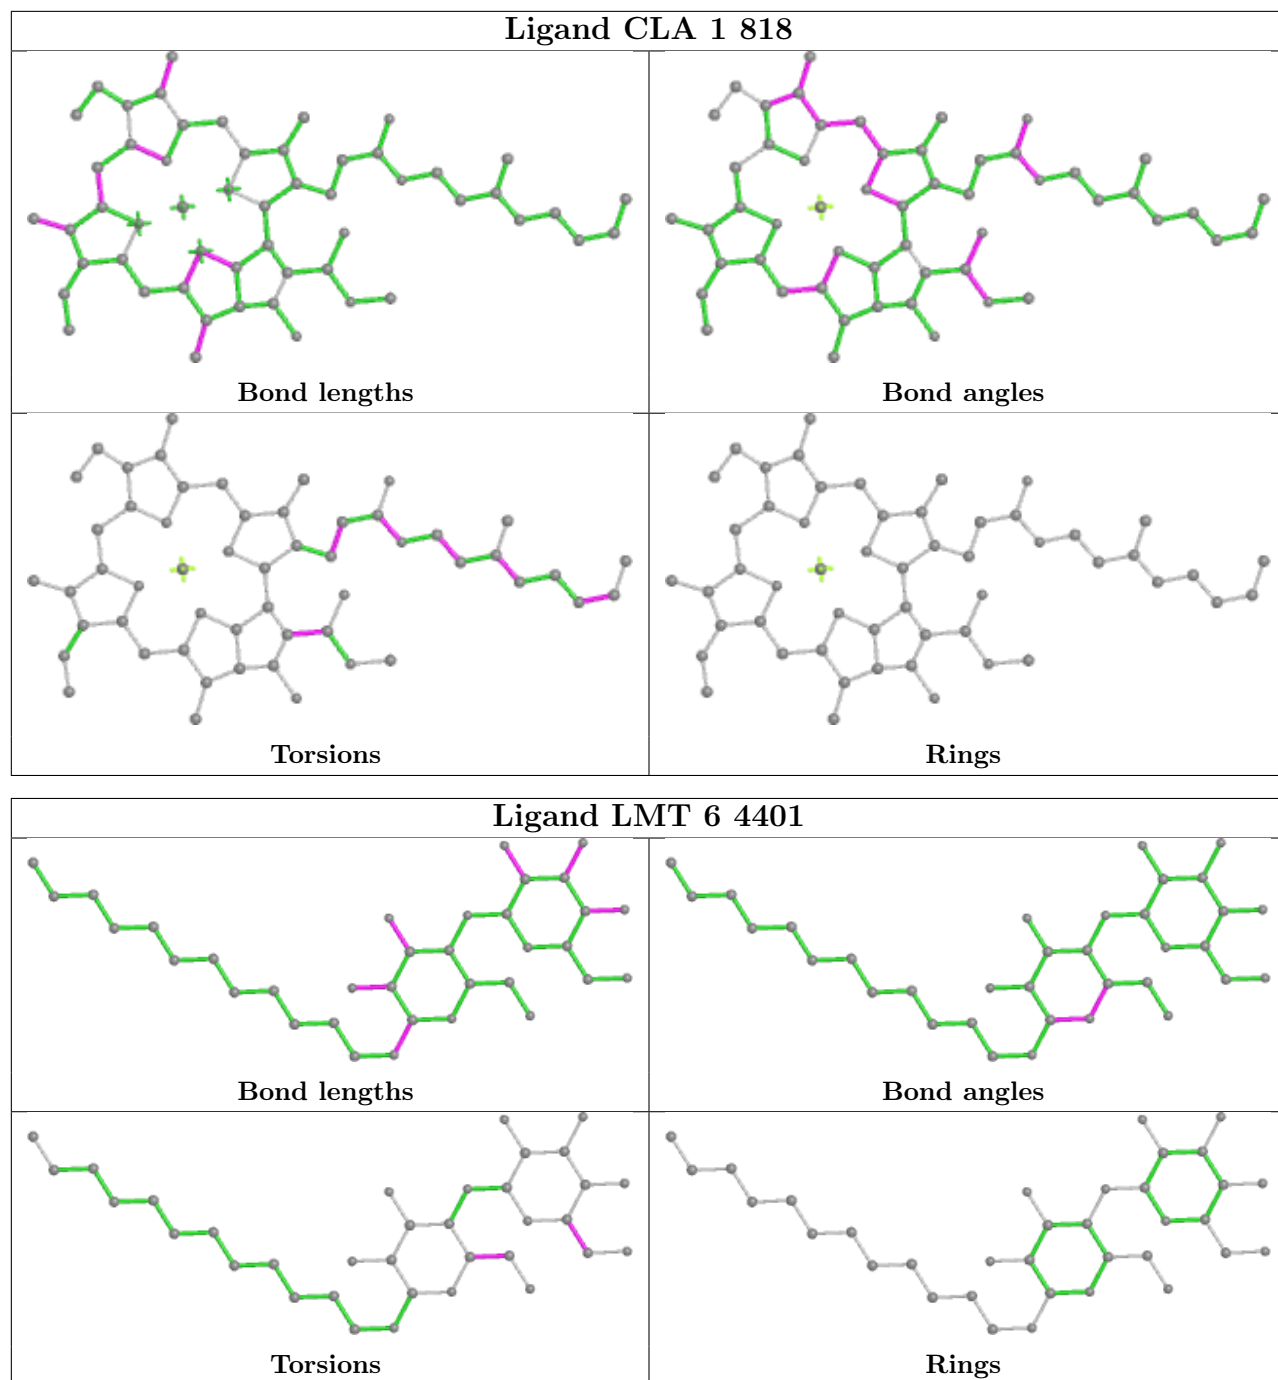 Ligand CLA 1 818
Bond lengths
Bond angles
Torsions
Rings
Ligand LMT 6 4401
Bond lengths
Bond angles
Torsions
Rings